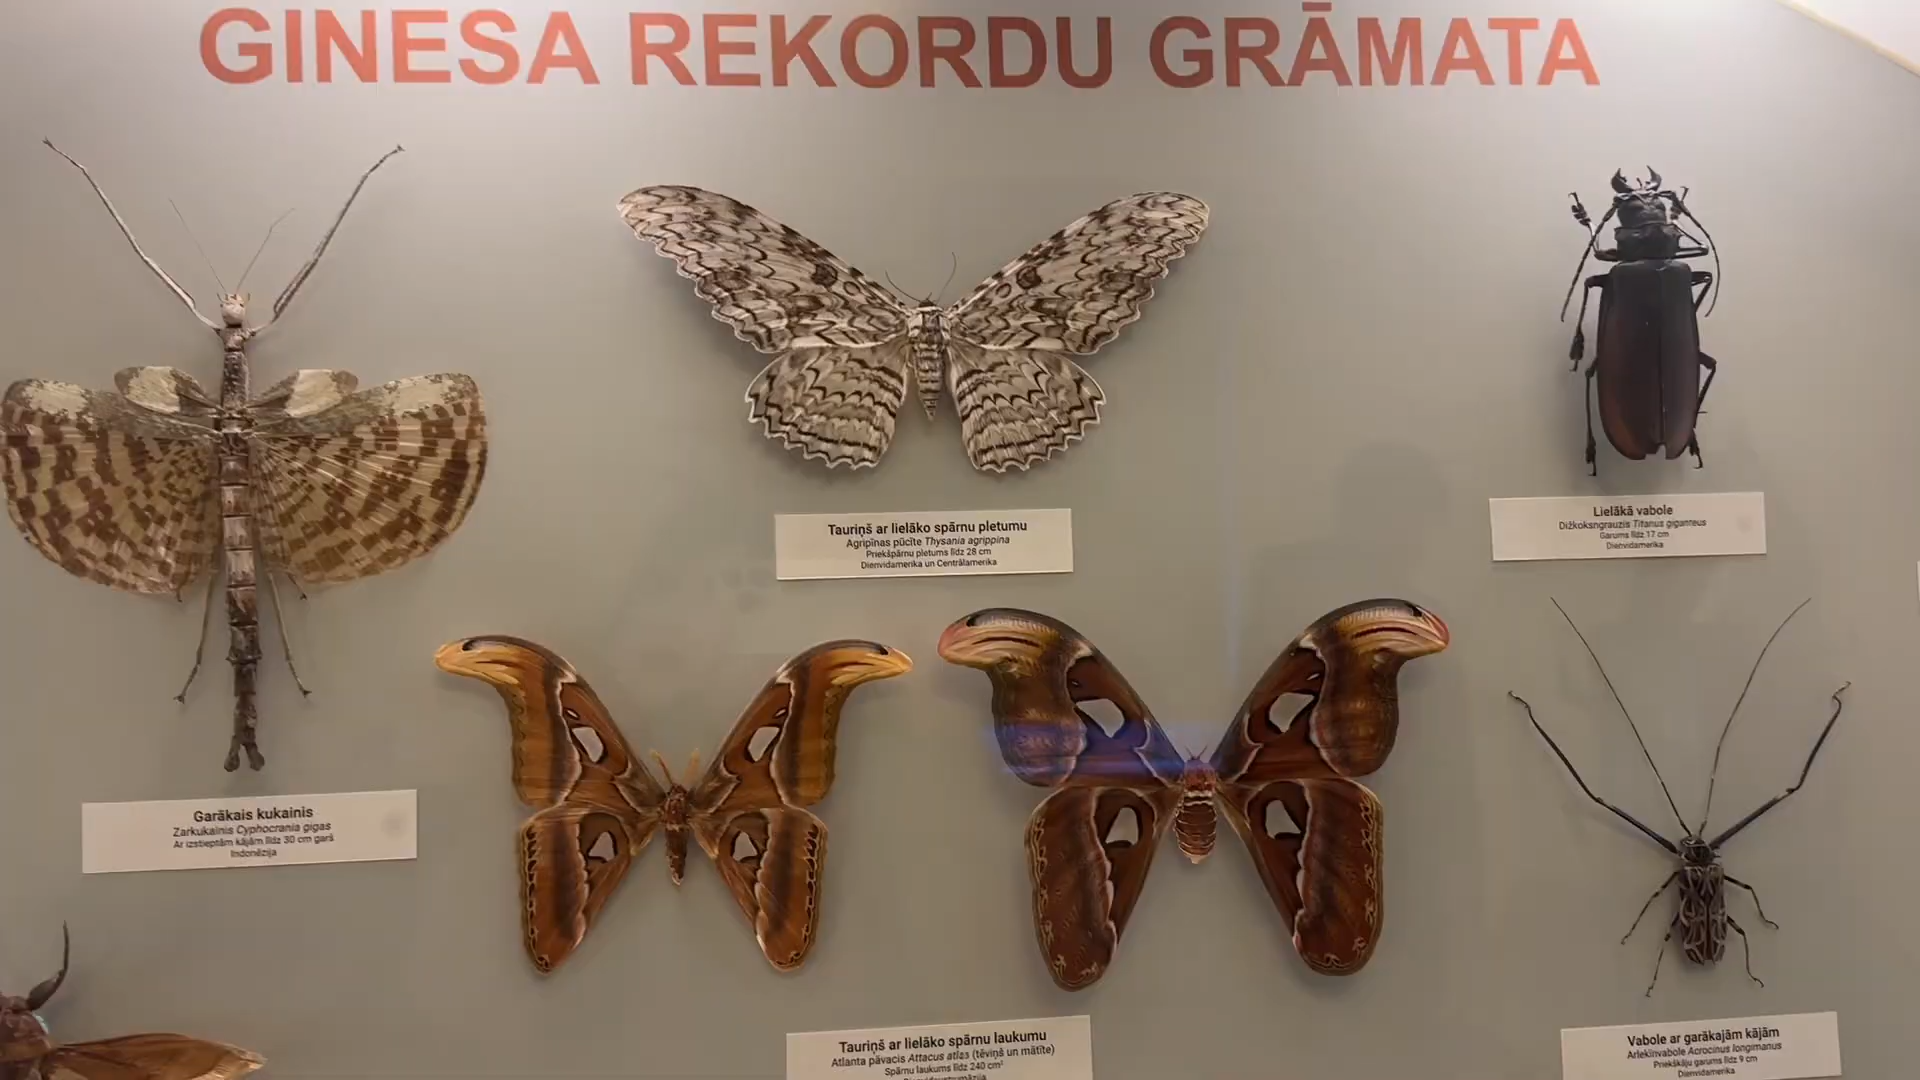 GINESA REKORDU GRĀMATA
Tauriņš ar lielāko spārnu pletumu
Agripīnas pūcīte Thysania agrippina
Priekšpārnu pletums līdz 28 cm
Dienvidamerika un Centrālamerika
Lielākā vabole
Dižkoksngrauzis Titanus giganteus
Garums līdz 17 cm
Dienvidamerika
Garākais kukainis
Zarkukainis Cyphocrania gigas
Ar izstieptām kājām līdz 30 cm garš
Indonēzija
Tauriņš ar lielāko spārnu laukumu
Atlanta pāvacis Attacus atlas (tēviņš un mātīte)
Spārnu laukums līdz 240 cm²
Vabole ar garākajām kājām
Arlekīnvabole Acrocinus longimanus
Priekškāju garums līdz 9 cm
Dienvidamerika